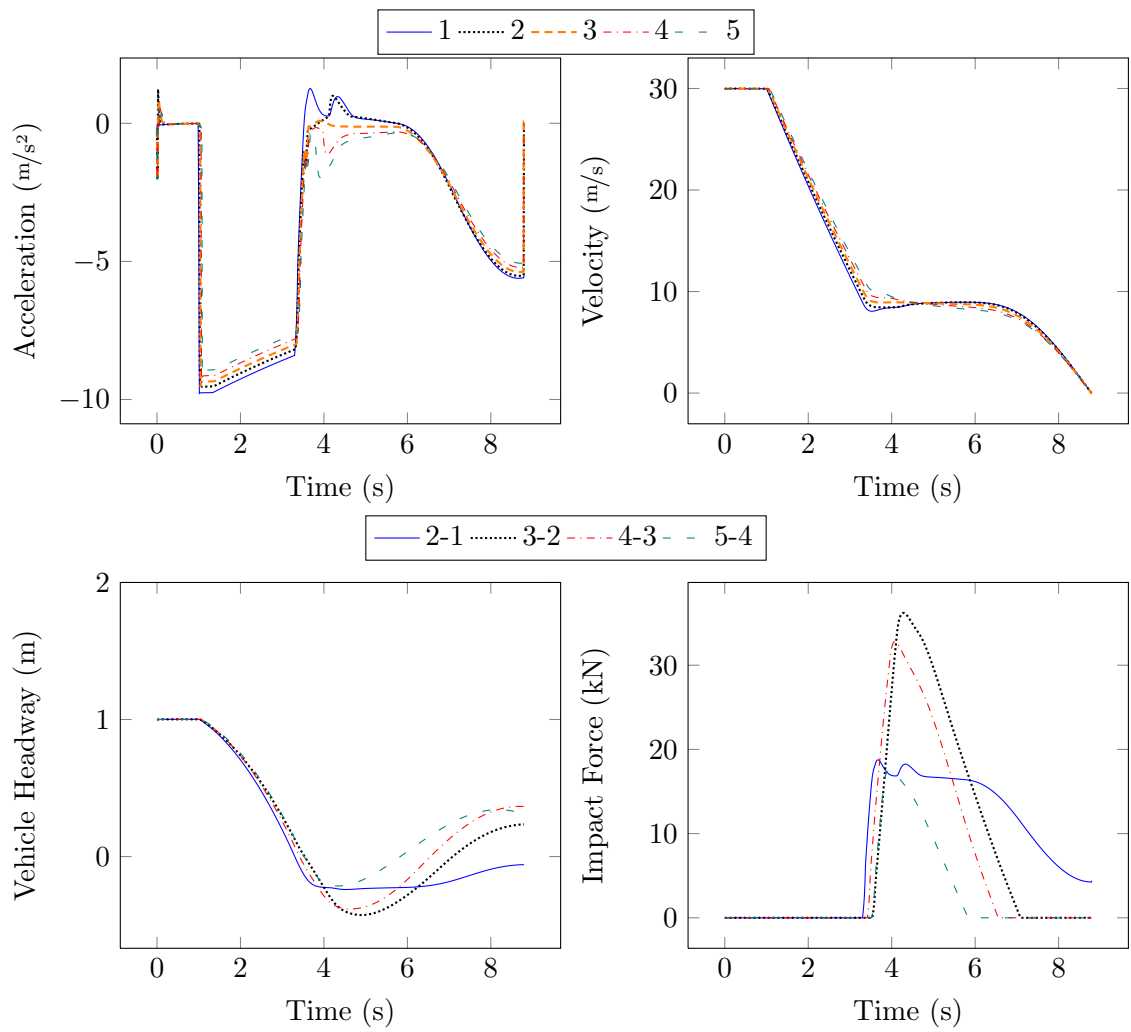 1 2 3 4 5
0
−5
−10
0 2 4 6 8
Time (s)
Acceleration (m/s²)
30
20
10
0
0 2 4 6 8
Time (s)
Velocity (m/s)
2-1 3-2 4-3 5-4
2
1
0
0 2 4 6 8
Time (s)
Vehicle Headway (m)
30
20
10
0
0 2 4 6 8
Time (s)
Impact Force (kN)